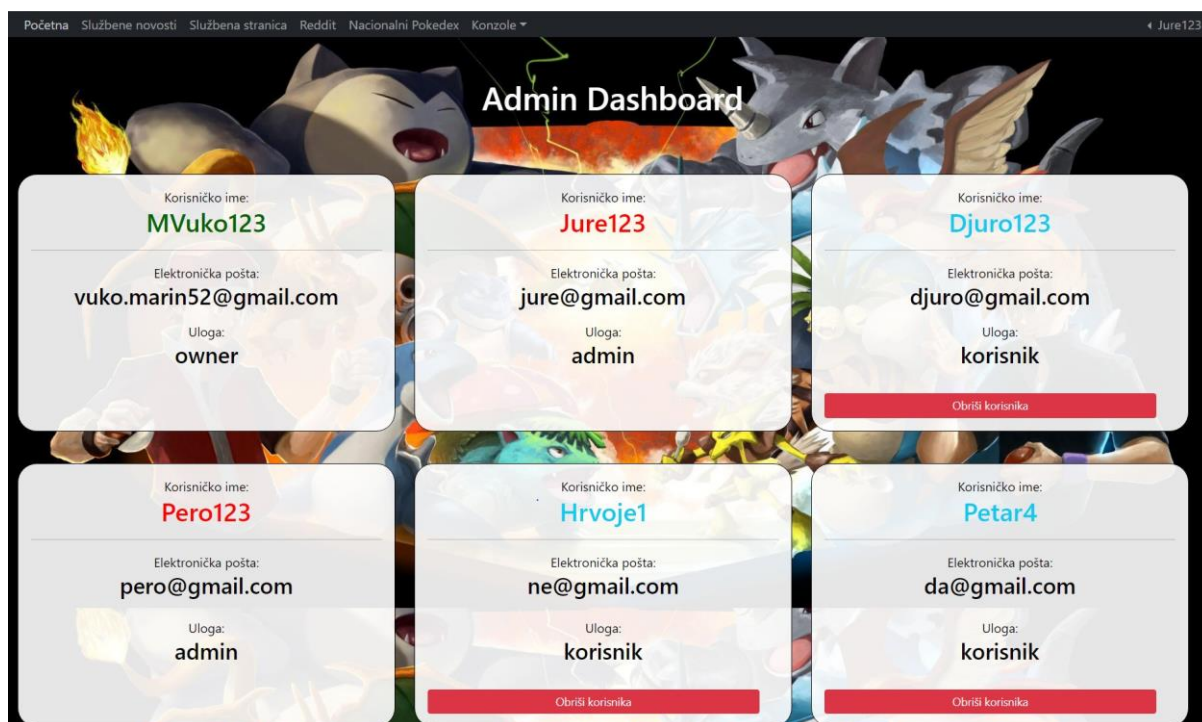 Početna Službene novosti Službena stranica Reddit Nacionalni Pokedex Konzole Jure123
Admin Dashboard
Korisničko ime:
MVuko123
Elektronička pošta:
vuko.marin52@gmail.com
Uloga:
owner
Korisničko ime:
Jure123
Elektronička pošta:
jure@gmail.com
Uloga:
admin
Korisničko ime:
Djuro123
Elektronička pošta:
djuro@gmail.com
Uloga:
korisnik
Obriši korisnika
Korisničko ime:
Pero123
Elektronička pošta:
pero@gmail.com
Uloga:
admin
Korisničko ime:
Hrvoje1
Elektronička pošta:
ne@gmail.com
Uloga:
korisnik
Obriši korisnika
Korisničko ime:
Petar4
Elektronička pošta:
da@gmail.com
Uloga:
korisnik
Obriši korisnika